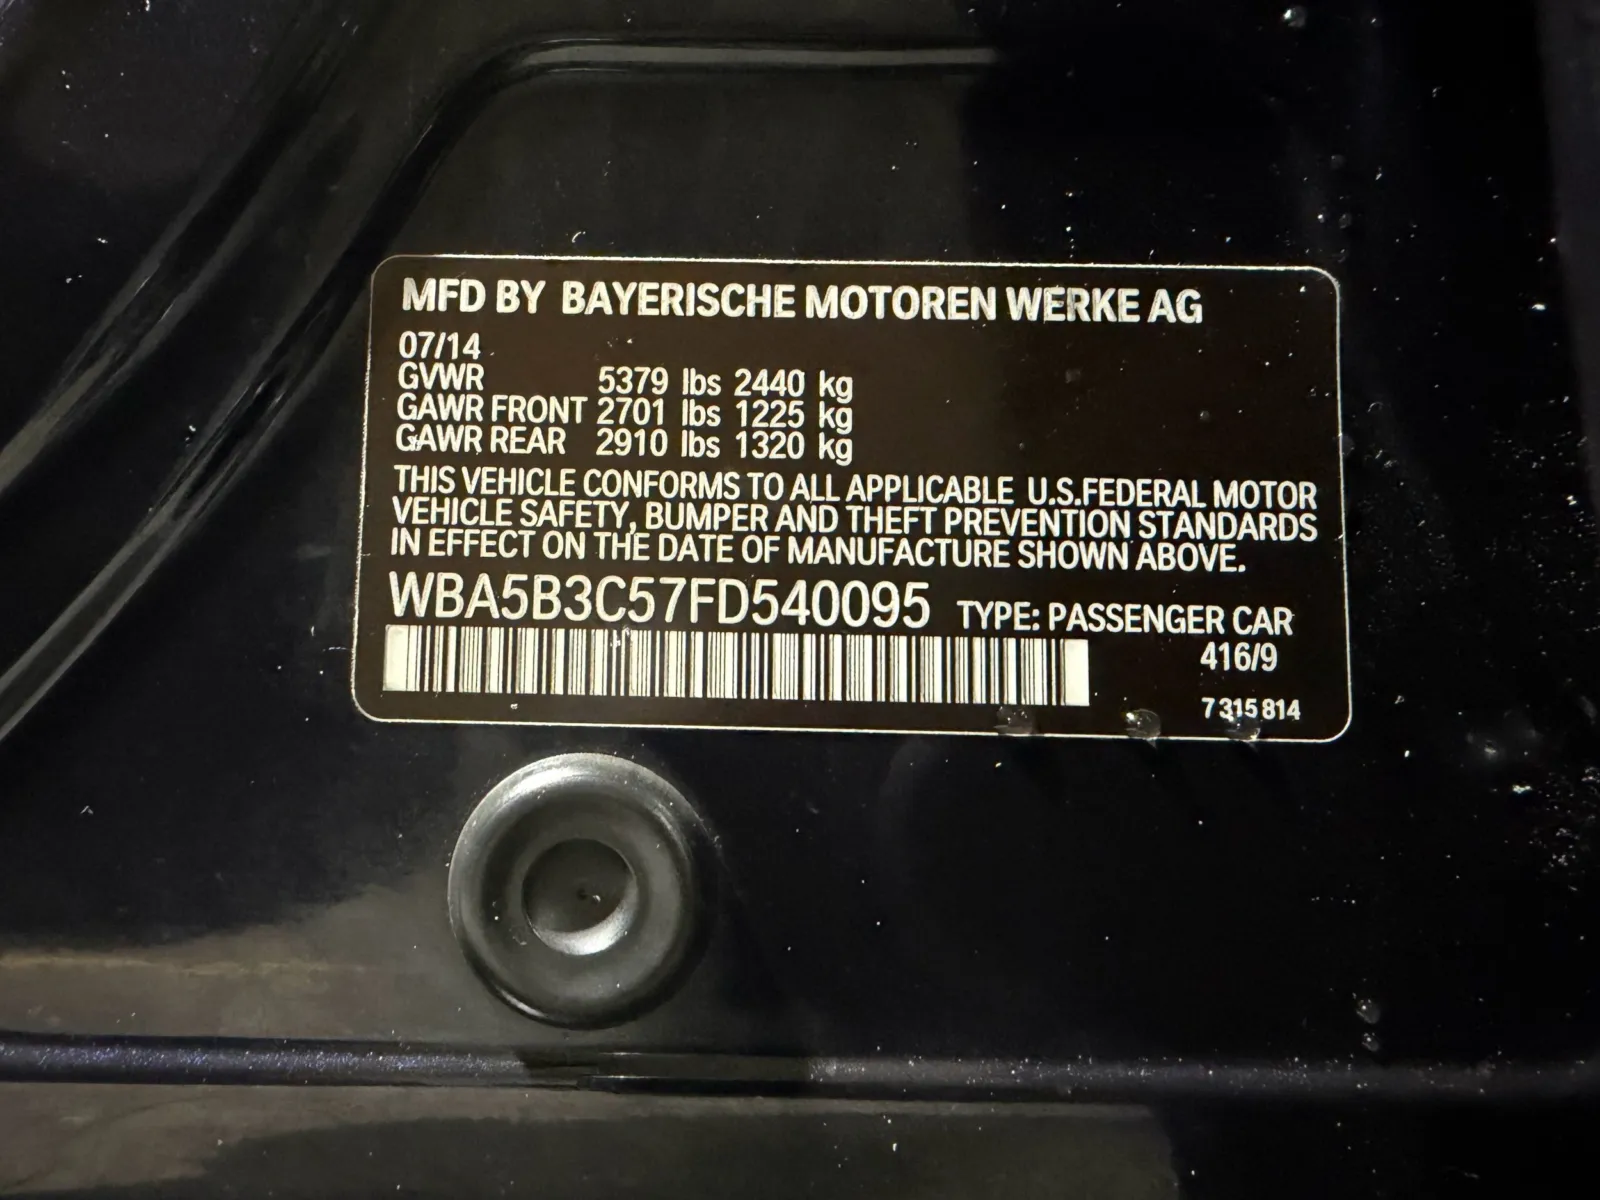 MFD BY BAYERISCHE MOTOREN WERKE AG
07/14
GVWR 5379 lbs 2440 kg
GAWR FRONT 2701 lbs 1225 kg
GAWR REAR 2910 lbs 1320 kg
THIS VEHICLE CONFORMS TO ALL APPLICABLE U.S.FEDERAL MOTOR
VEHICLE SAFETY, BUMPER AND THEFT PREVENTION STANDARDS
IN EFFECT ON THE DATE OF MANUFACTURE SHOWN ABOVE.
WBA5B3C57FD540095 TYPE: PASSENGER CAR
416/9
7 315 814